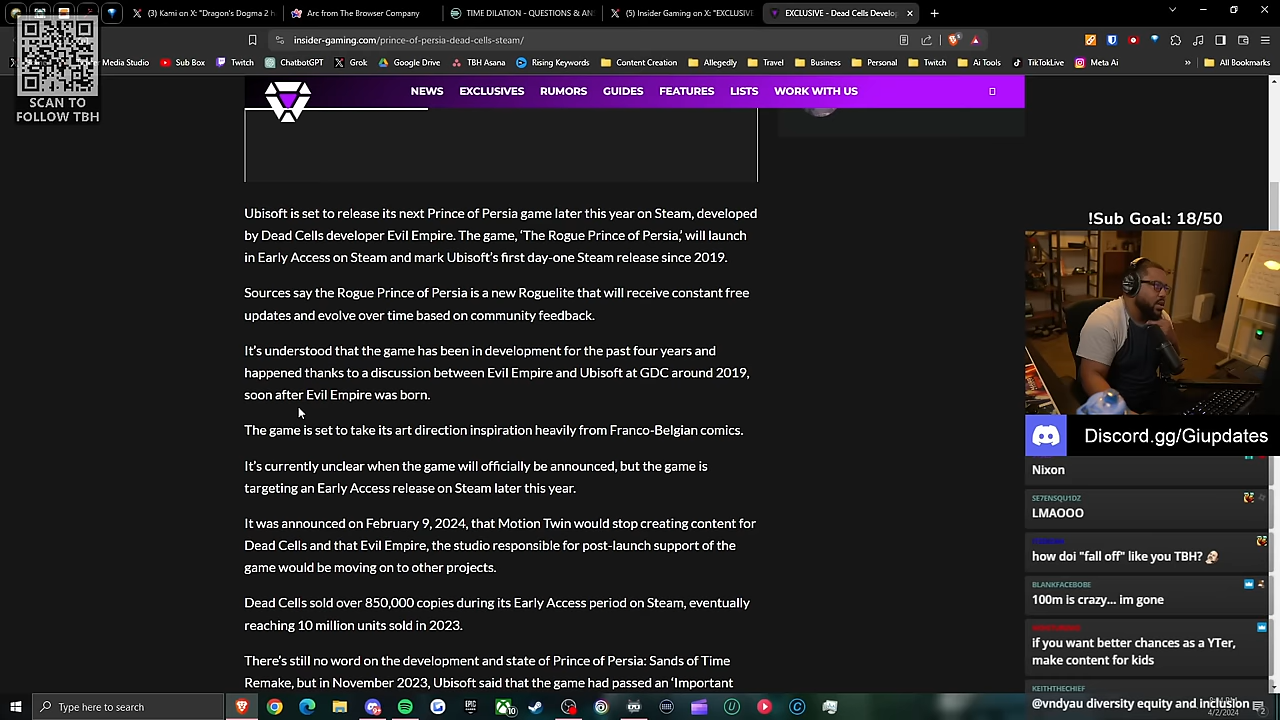 (3) Kami on X: "Dragon's Dogma 2 h
Arc from The Browser Company
TIME DILATION - QUESTIONS & AN
(5) Insider Gaming on X: "EXCLUSIVE
EXCLUSIVE - Dead Cells Develop
insider-gaming.com/prince-of-persia-dead-cells-steam/
Media Studio
Sub Box
Twitch
ChatbotGPT
Grok
Google Drive
TBH Asana
Rising Keywords
Content Creation
Allegedly
Travel
Business
Personal
Twitch
AiTools
TikTokLive
Meta Ai
All Bookmarks
SCAN TO
FOLLOW TBH
NEWS EXCLUSIVES RUMORS GUIDES FEATURES LISTS WORK WITH US
Ubisoft is set to release its next Prince of Persia game later this year on Steam, developed
by Dead Cells developer Evil Empire. The game, ‘The Rogue Prince of Persia,’ will launch
in Early Access on Steam and mark Ubisoft’s first day-one Steam release since 2019.
Sources say the Rogue Prince of Persia is a new Roguelite that will receive constant free
updates and evolve over time based on community feedback.
It’s understood that the game has been in development for the past four years and
happened thanks to a discussion between Evil Empire and Ubisoft at GDC around 2019,
soon after Evil Empire was born.
The game is set to take its art direction inspiration heavily from Franco-Belgian comics.
It’s currently unclear when the game will officially be announced, but the game is
targeting an Early Access release on Steam later this year.
It was announced on February 9, 2024, that Motion Twin would stop creating content for
Dead Cells and that Evil Empire, the studio responsible for post-launch support of the
game would be moving on to other projects.
Dead Cells sold over 850,000 copies during its Early Access period on Steam, eventually
reaching 10 million units sold in 2023.
There’s still no word on the development and state of Prince of Persia: Sands of Time
Remake, but in November 2023, Ubisoft said that the game had passed an ‘Important
!Sub Goal: 18/50
Discord.gg/Giupdates
Nixon
SE7ENSQU1DZ
LMAOOO
how doi "fall off" like you TBH?
BLANKFACEBOBE
100m is crazy... im gone
if you want better chances as a YTer,
make content for kids
KEITHTHECHIEF
@vndyau diversity equity and inclusion
Type here to search
4/2/2024